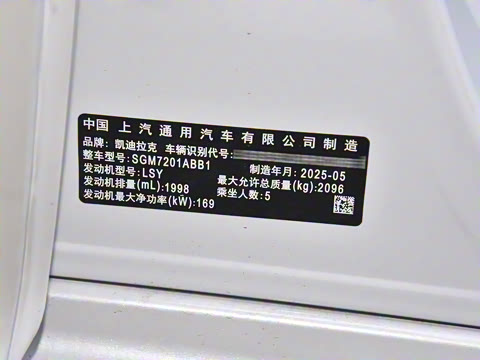 中国 上汽通用汽车有限公司制造
品牌: 凯迪拉克 车辆识别代号:
整车型号:SGM7201ABB1 制造年月: 2025-05
发动机型号:LSY 最大允许总质量(kg):2096
发动机排量(mL):1998 乘坐人数:5
发动机最大净功率(kW):169